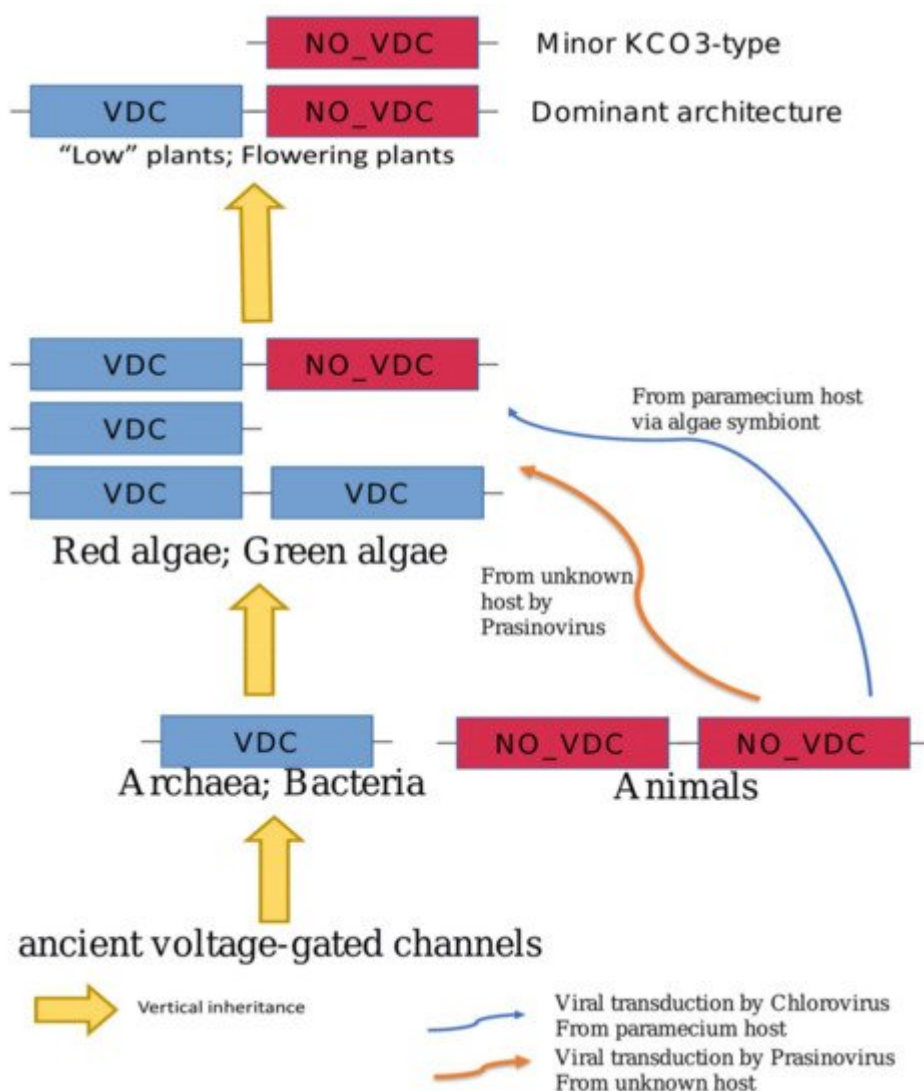 NO_VDC Minor KCO3-type
VDC NO_VDC Dominant architecture
“Low” plants; Flowering plants
VDC NO_VDC
VDC
VDC VDC
Red algae; Green algae
From paramecium host
via algae symbiont
From unknown
host by
Prasinovirus
VDC NO_VDC NO_VDC
Archaea; Bacteria Animals
ancient voltage-gated channels
Vertical inheritance
Viral transduction by Chlorovirus
From paramecium host
Viral transduction by Prasinovirus
From unknown host